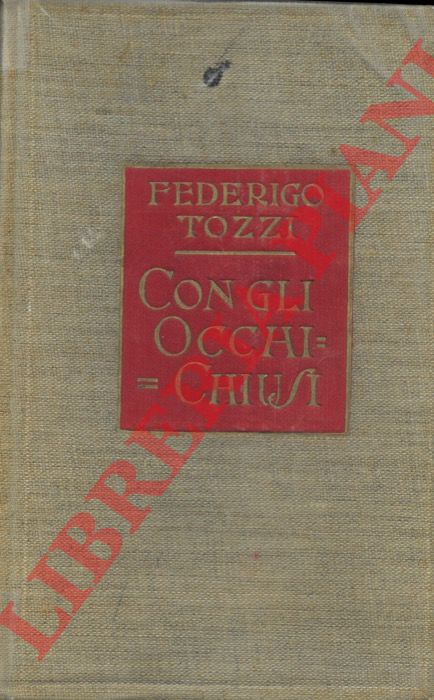 FEDERIGO
TOZZI
CON GLI
OCCHI=
=CHIUSI
LIBRERIA PIANI